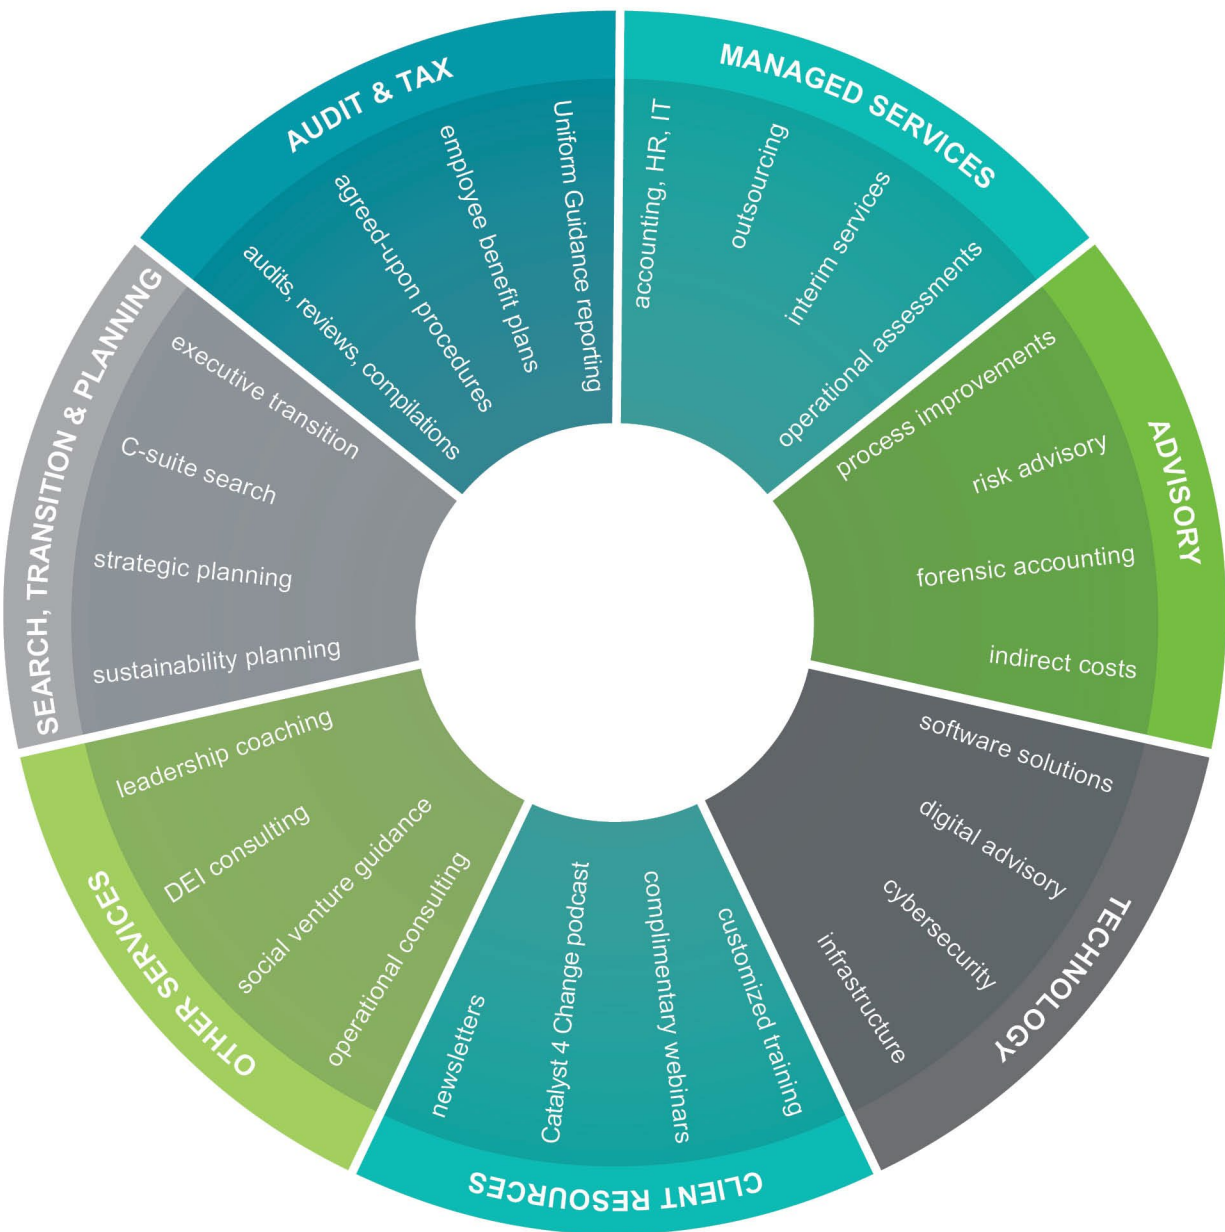 AUDIT & TAX
audits, reviews, compilations
agreed-upon procedures
employee benefit plans
Uniform Guidance reporting
MANAGED SERVICES
accounting, HR, IT
outsourcing
interim services
operational assessments
ADVISORY
process improvements
risk advisory
forensic accounting
indirect costs
TECHNOLOGY
software solutions
digital advisory
cybersecurity
infrastructure
CLIENT RESOURCES
customized training
complimentary webinars
Catalyst 4 Change podcast
newsletters
OTHER SERVICES
operational consulting
social venture guidance
DEI consulting
leadership coaching
SEARCH, TRANSITION & PLANNING
sustainability planning
strategic planning
C-suite search
executive transition